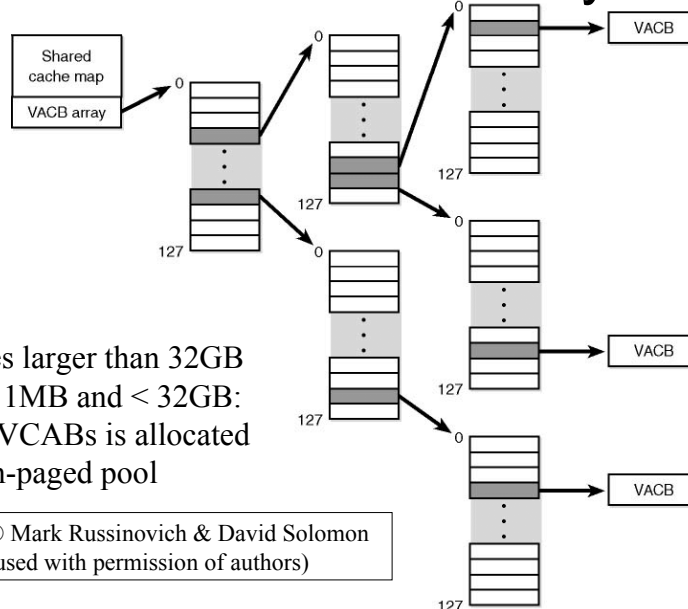 0
VACB
Shared
cache map
VACB array
0
0
127
127
0
127
0
VACB
127
127
0
VACB
127
larger than 32GB
1MB and < 32GB:
VCABs is allocated
pool
Mark Russinovich & David Solomon
used with permission of authors)